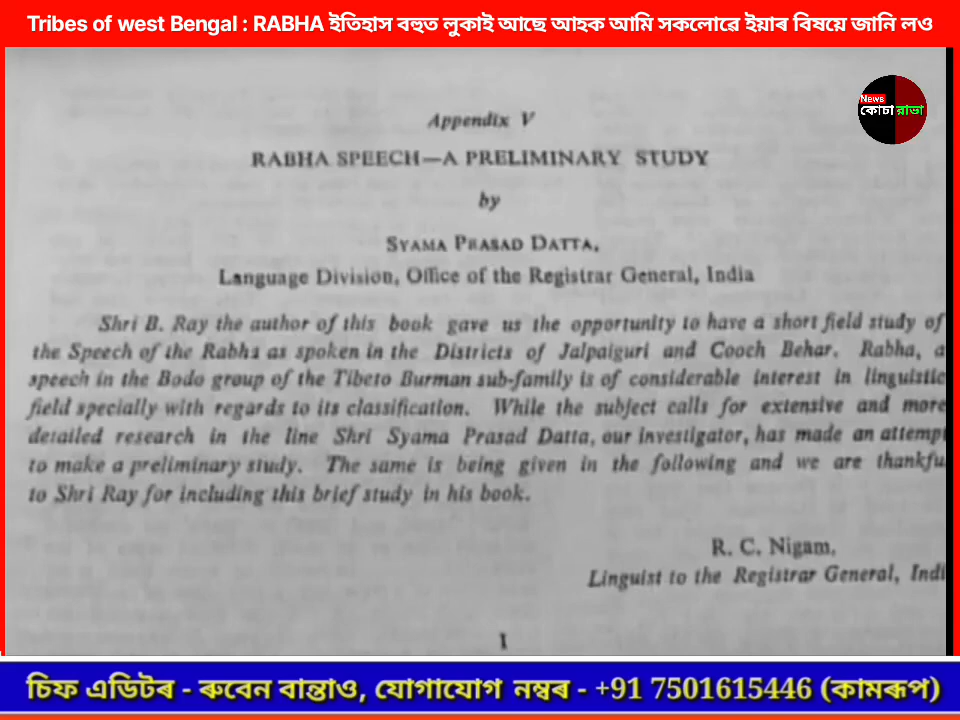 Tribes of west Bengal : RABHA ইতিহাস বহুত লুকাই আছে আহক আমি সকলোৱে ইয়াৰ বিষয়ে জানি লও
News
কোচা ৰাভা
Appendix V
RABHA SPEECH—A PRELIMINARY STUDY
by
SYAMA PRASAD DATTA,
Language Division, Office of the Registrar General, India
Shri B. Ray the author of this book gave us the opportunity to have a short field study of
the Speech of the Rabha as spoken in the Districts of Jalpaiguri and Cooch Behar. Rabha, a
speech in the Bodo group of the Tibeto Burman sub-family is of considerable interest in linguistic
field specially with regards to its classification. While the subject calls for extensive and more
detailed research in the line Shri Syama Prasad Datta, our investigator, has made an attempt
to make a preliminary study. The same is being given in the following and we are thankfu
to Shri Ray for including this brief study in his book.
R. C. Nigam,
Linguist to the Registrar General, Indi
1
চিফ এডিটৰ - ৰুবেন বান্তাও, যোগাযোগ নম্বৰ - +91 7501615446 (কামৰূপ)